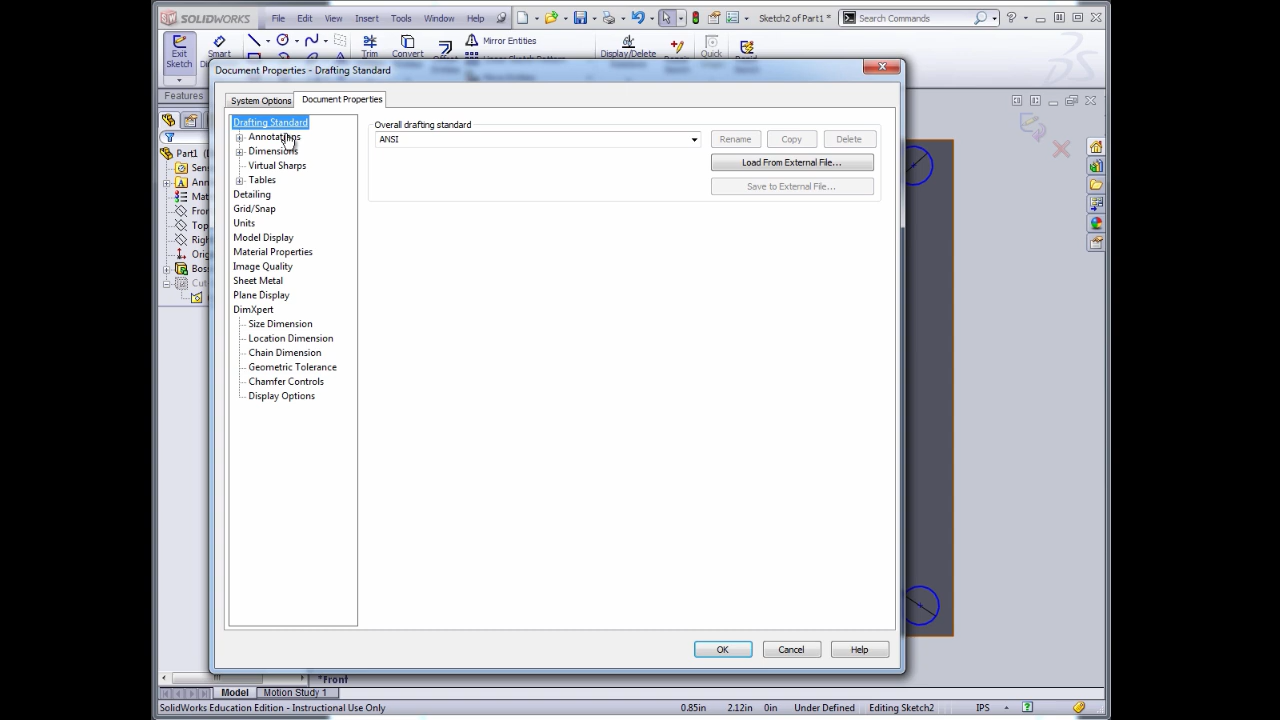 SOLIDWORKS File Edit View Insert Tools Window Help Sketch2 of Part1 * Search Commands
Exit Sketch Smart Trim Convert Mirror Entities Display/Delete Quick
Features
Document Properties - Drafting Standard
System Options Document Properties
Drafting Standard
Annotations
Dimensions
Virtual Sharps
Tables
Detailing
Grid/Snap
Units
Model Display
Material Properties
Image Quality
Sheet Metal
Plane Display
DimXpert
Size Dimension
Location Dimension
Chain Dimension
Geometric Tolerance
Chamfer Controls
Display Options
Overall drafting standard
ANSI
Rename Copy Delete
Load From External File...
Save to External File...
OK Cancel Help
Part1
*Front
Model Motion Study 1
SolidWorks Education Edition - Instructional Use Only 0.85in 2.12in 0in Under Defined Editing Sketch2 IPS